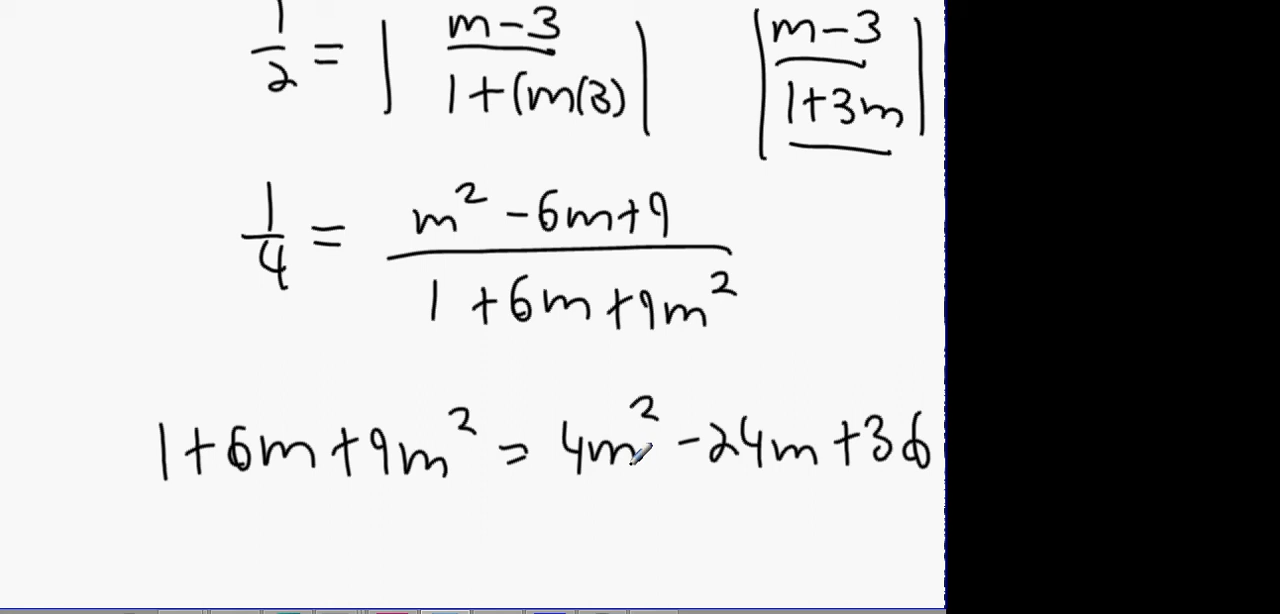 1/2 = | m-3 / 1+(m(3) | | m-3 / 1+3m |
1/4 = m² -6m+9 / 1 +6m+9m²
1+6m+9m² = 4m² -24m+36